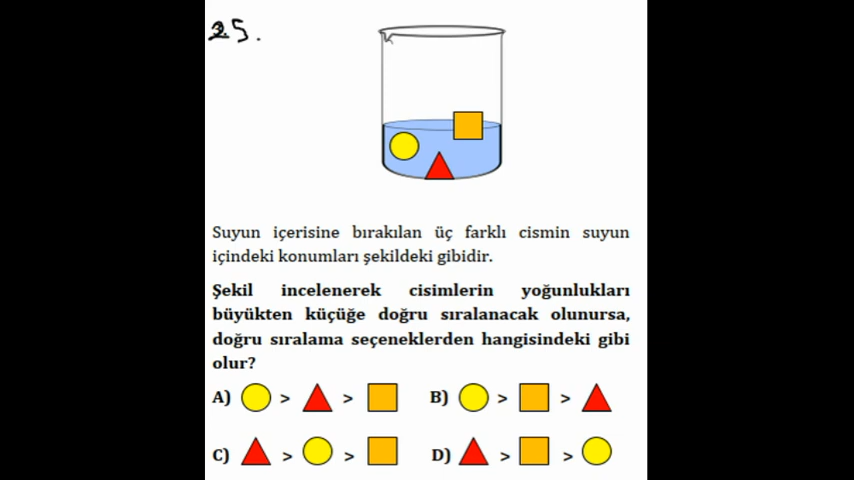 25.
Suyun içerisine bırakılan üç farklı cismin suyun
içindeki konumları şekildeki gibidir.
Şekil incelenerek cisimlerin yoğunlukları
büyükten küçüğe doğru sıralanacak olunursa,
doğru sıralama seçeneklerden hangisindeki gibi
olur?
A) > > B) > >
C) > > D) > >